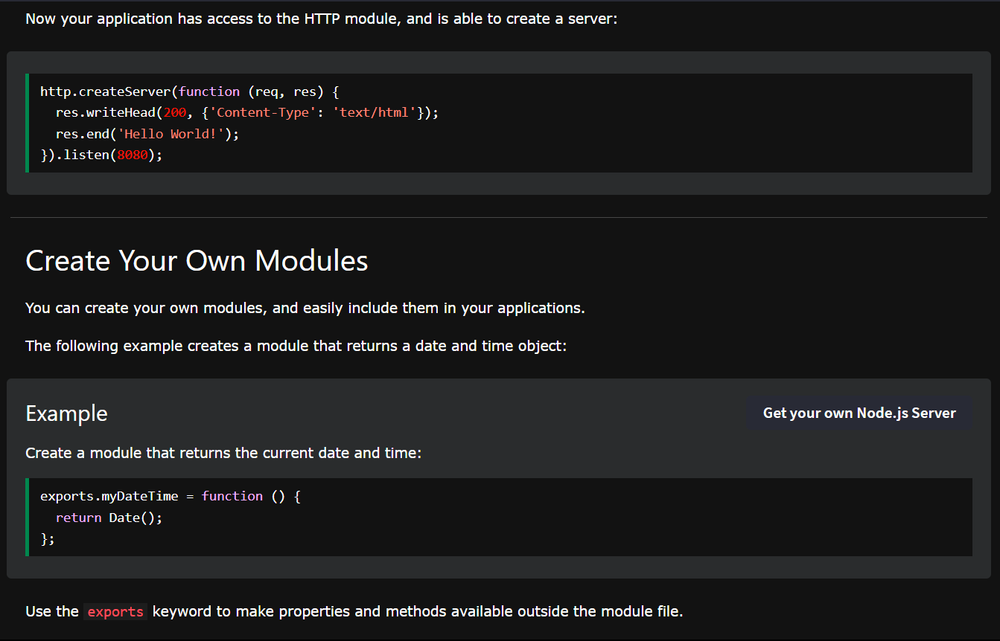 Now your application has access to the HTTP module, and is able to create a server:
http.createServer(function (req, res) {
  res.writeHead(200, {'Content-Type': 'text/html'});
  res.end('Hello World!');
}).listen(8080);
Create Your Own Modules
You can create your own modules, and easily include them in your applications.
The following example creates a module that returns a date and time object:
Example
Get your own Node.js Server
Create a module that returns the current date and time:
exports.myDateTime = function () {
  return Date();
};
Use the exports keyword to make properties and methods available outside the module file.